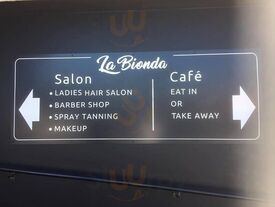 La Bionda
Salon
• LADIES HAIR SALON
• BARBER SHOP
• SPRAY TANNING
• MAKEUP
Café
EAT IN
OR
TAKE AWAY